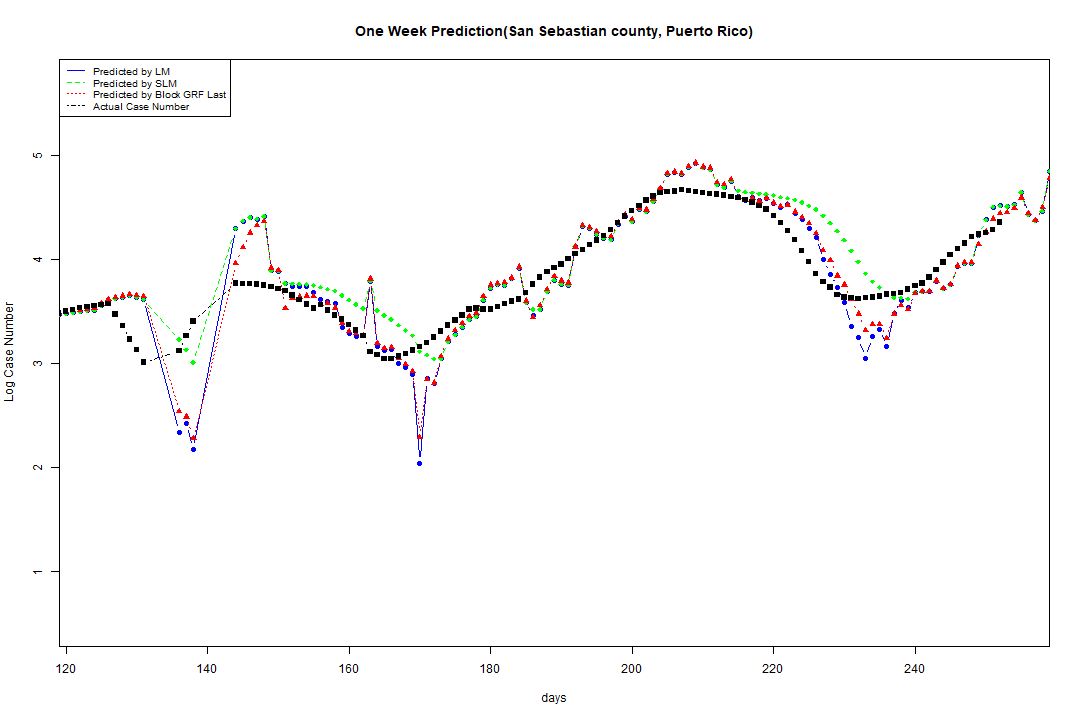 One Week Prediction(San Sebastian county, Puerto Rico)
Predicted by LM
Predicted by SLM
Predicted by Block GRF Last
Actual Case Number
5
4
3
2
1
Log Case Number
120 140 160 180 200 220 240
days